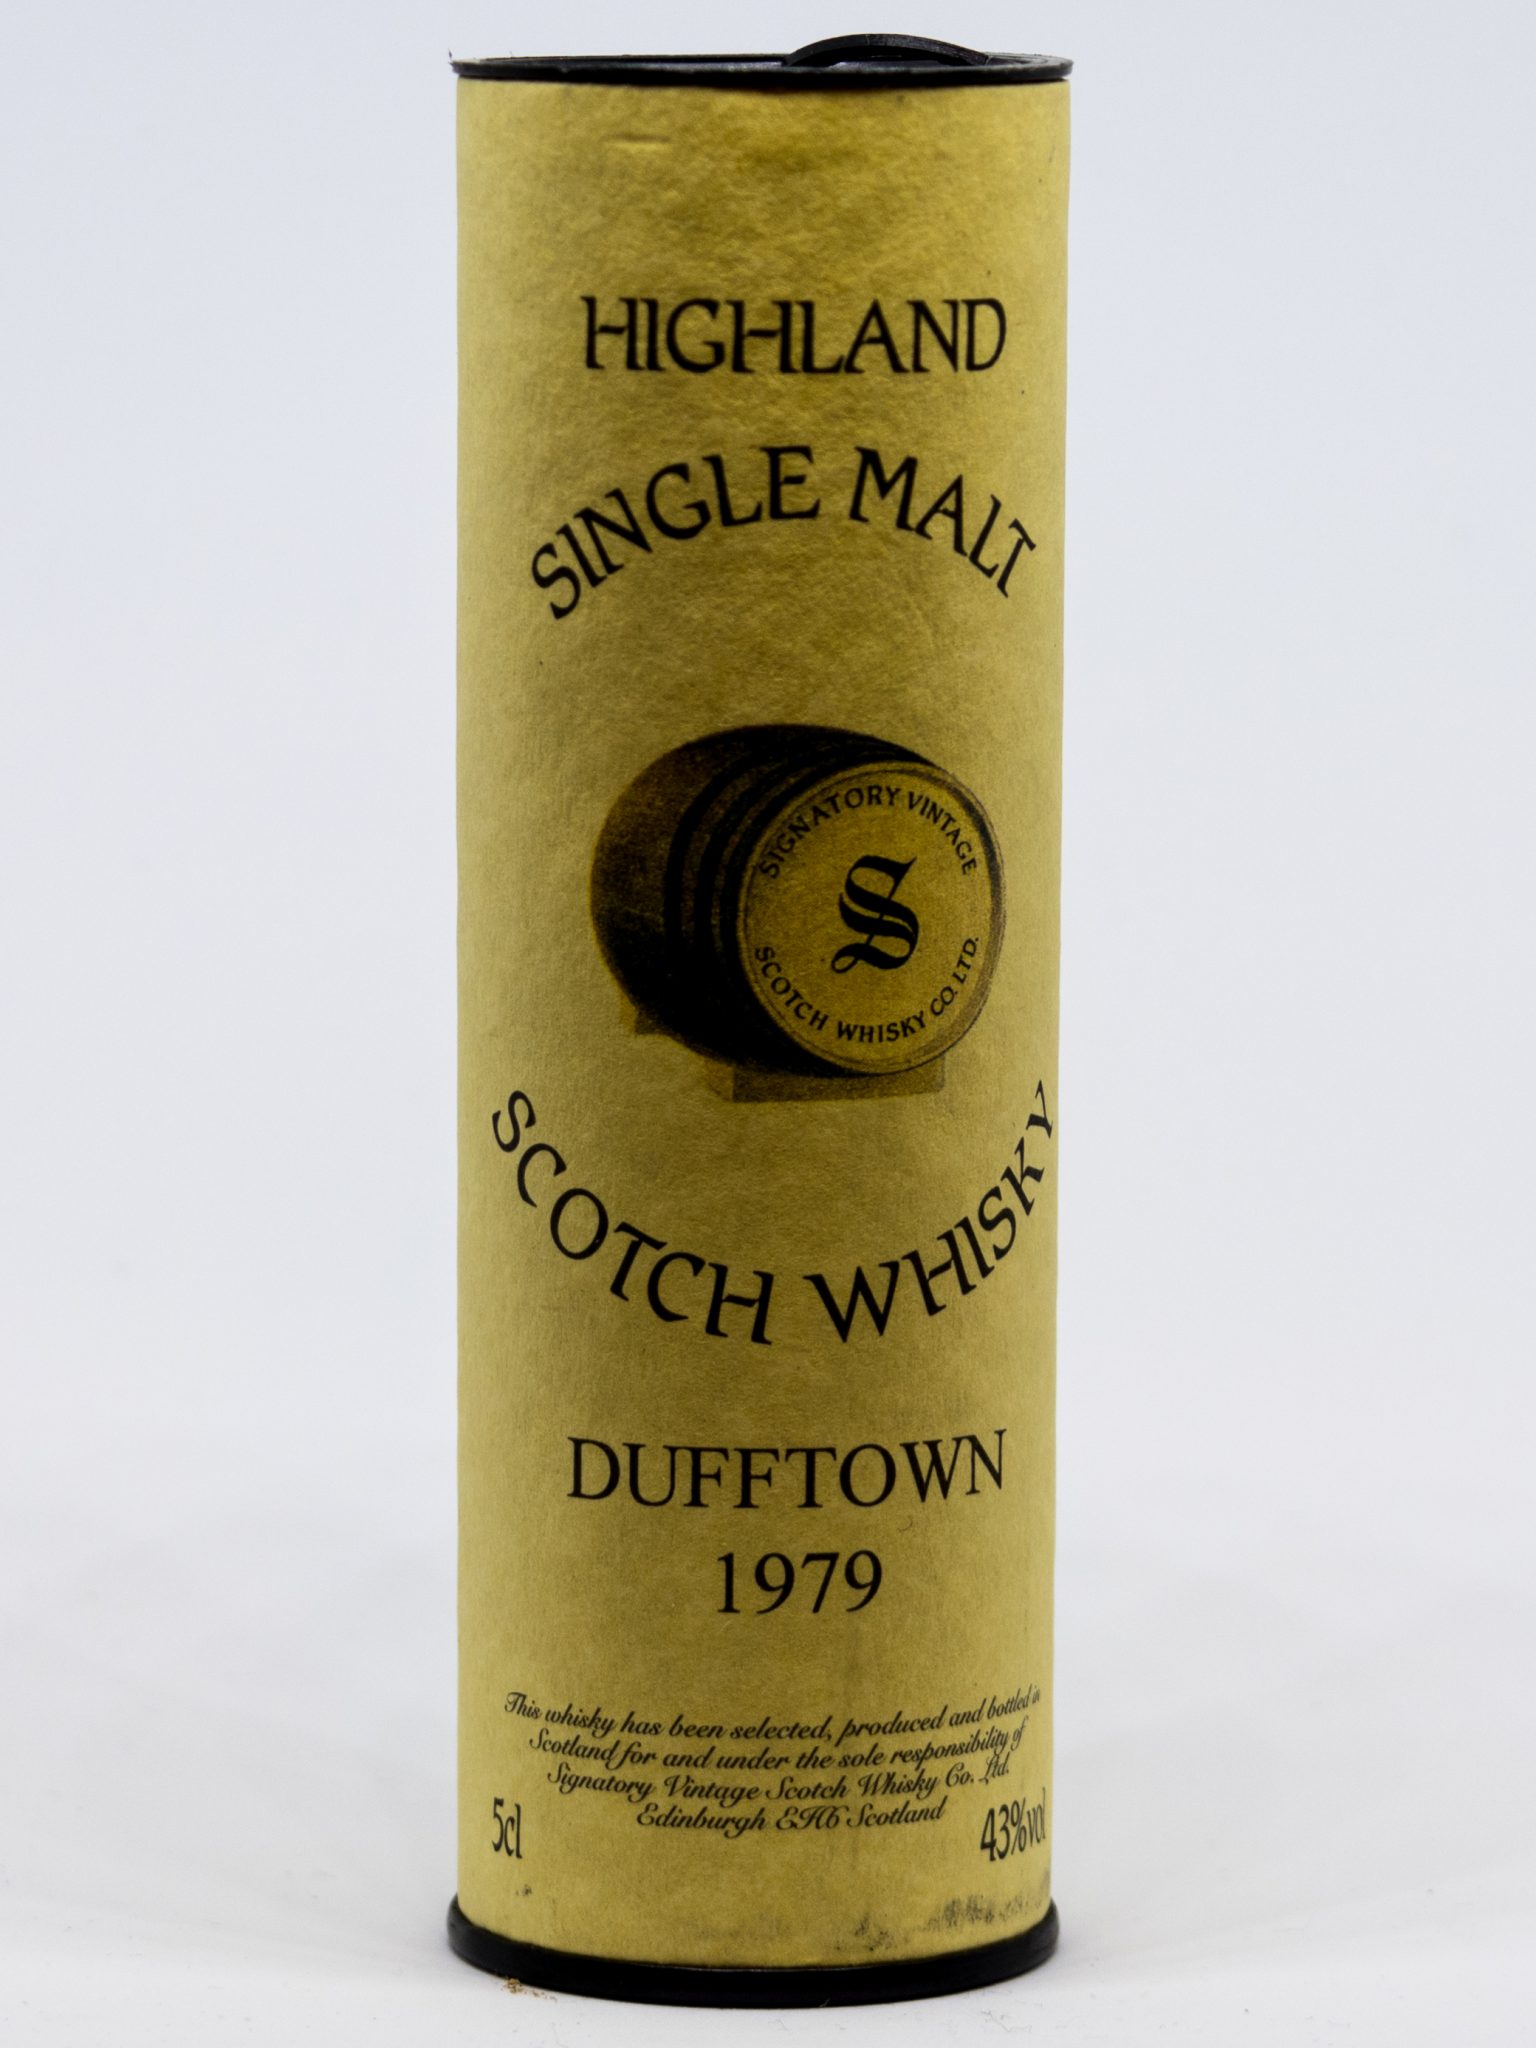 HIGHLAND
SINGLE MALT
SIGNATORY VINTAGE
S
SCOTCH WHISKY CO. LTD.
SCOTCH WHISKY
DUFFTOWN
1979
This whisky has been selected, produced and bottled in
Scotland for and under the sole responsibility of
Signatory Vintage Scotch Whisky Co. Ltd.
Edinburgh EH6 Scotland
5cl
43%vol